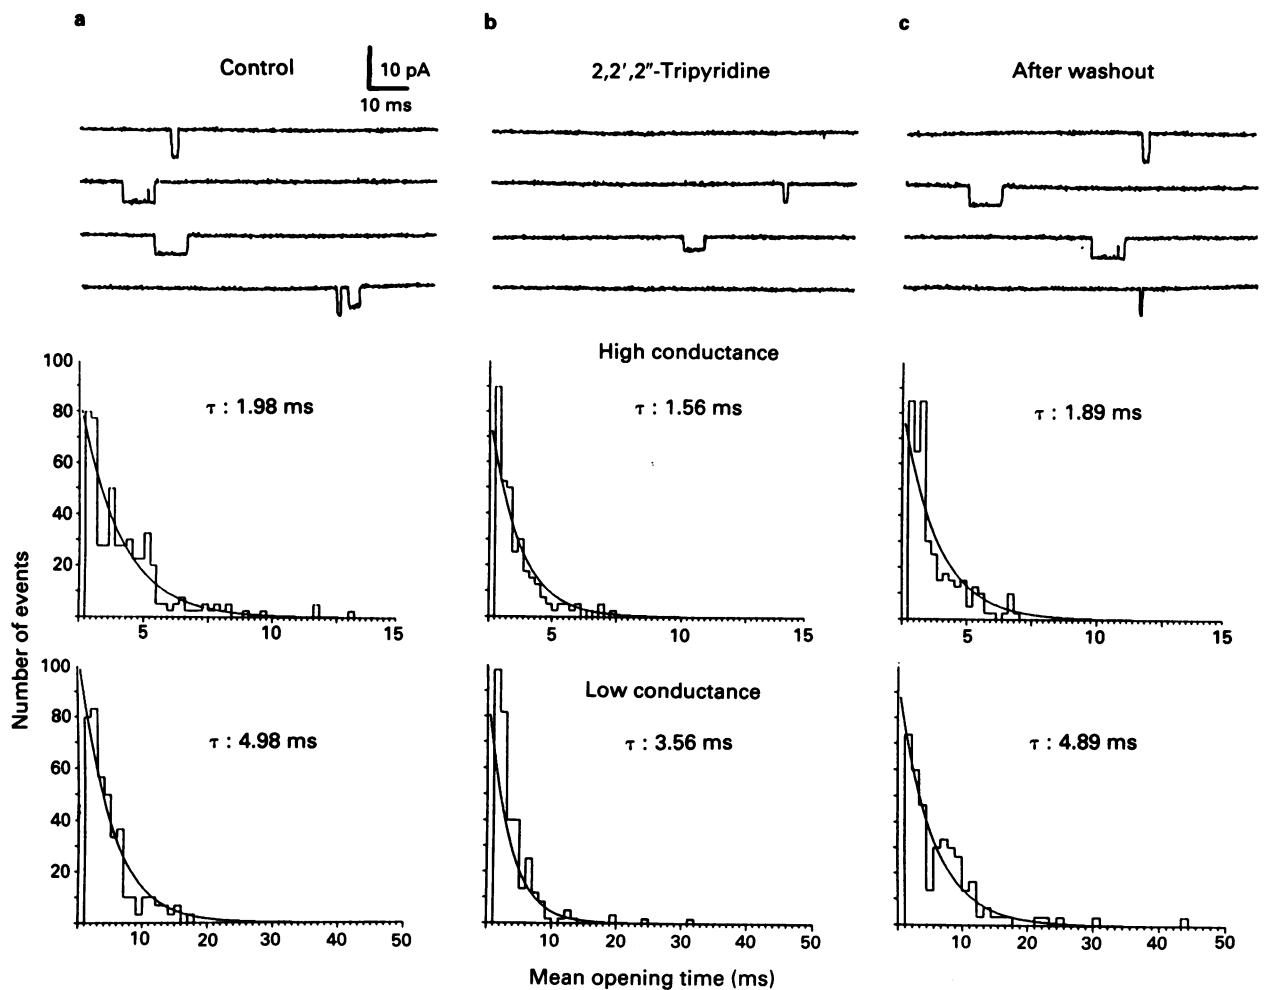 a
b
c
Control
10 pA
10 ms
2,2′,2″-Tripyridine
After washout
High conductance
100
80
60
40
20
τ : 1.98 ms
τ : 1.56 ms
τ : 1.89 ms
5 10 15
5 10 15
5 10 15
Number of events
Low conductance
100
80
60
40
20
τ : 4.98 ms
τ : 3.56 ms
τ : 4.89 ms
10 20 30 40 50
10 20 30 40 50
10 20 30 40 50
Mean opening time (ms)